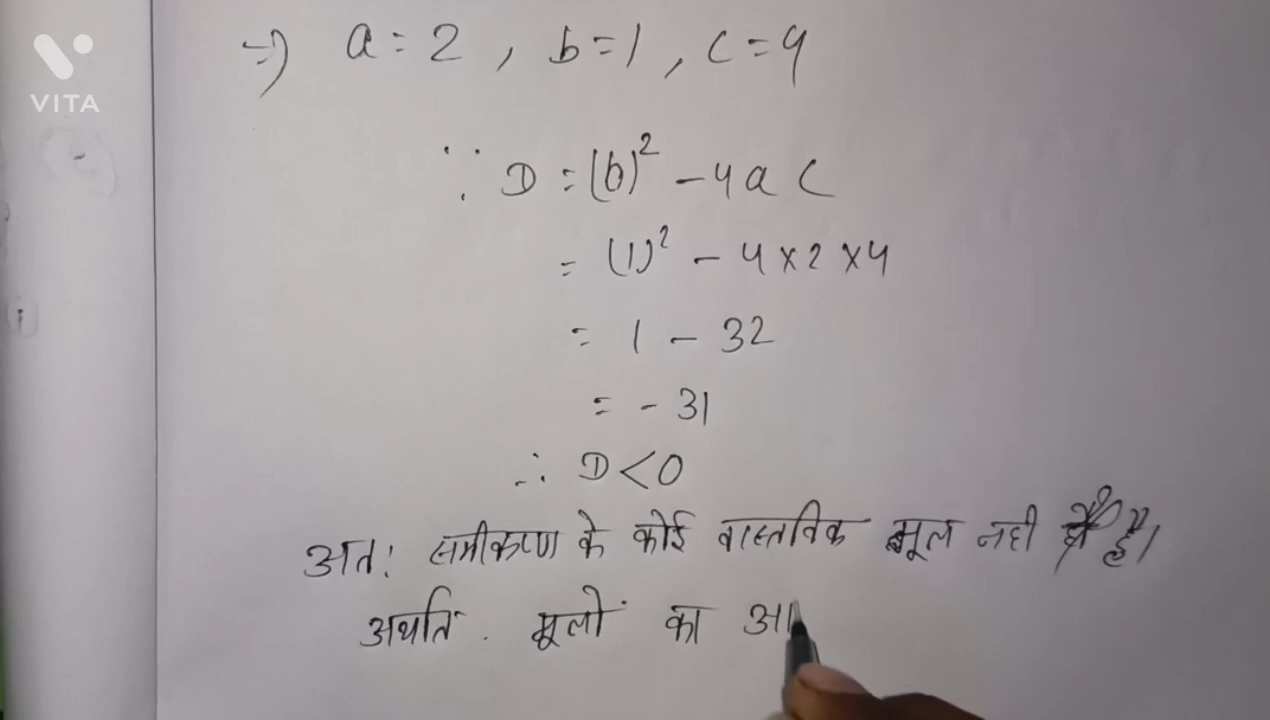 VITA
=) a = 2 , b = 1 , c = 4
∵ D = (b)² - 4 a c
= (1)² - 4 × 2 × 4
= 1 - 32
= - 31
∴ D < 0
अतः समीकरण के कोई वास्तविक मूल नही है।
अर्थात . मूलों का आ